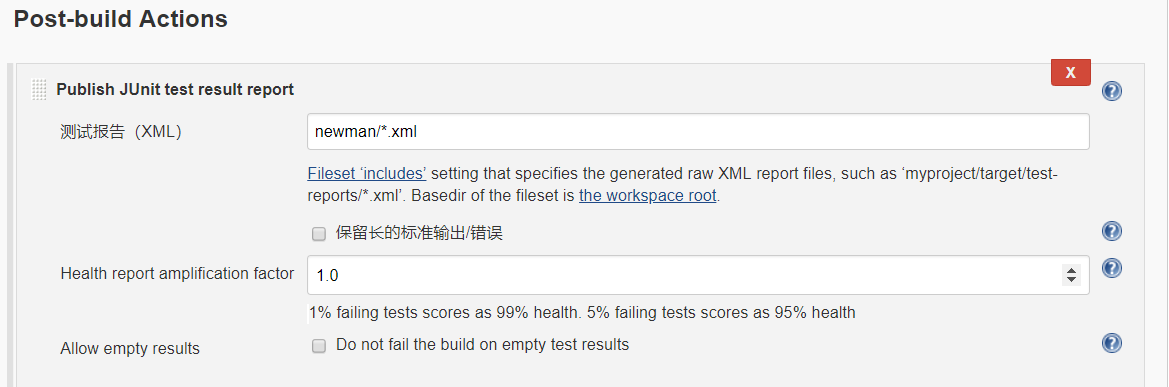 Post-build Actions
X
Publish JUnit test result report
?
测试报告（XML） newman/*.xml
Fileset ‘includes’ setting that specifies the generated raw XML report files, such as ‘myproject/target/test-
reports/*.xml’. Basedir of the fileset is the workspace root.
保留长的标准输出/错误 ?
Health report amplification factor 1.0 ?
1% failing tests scores as 99% health. 5% failing tests scores as 95% health
Allow empty results Do not fail the build on empty test results ?